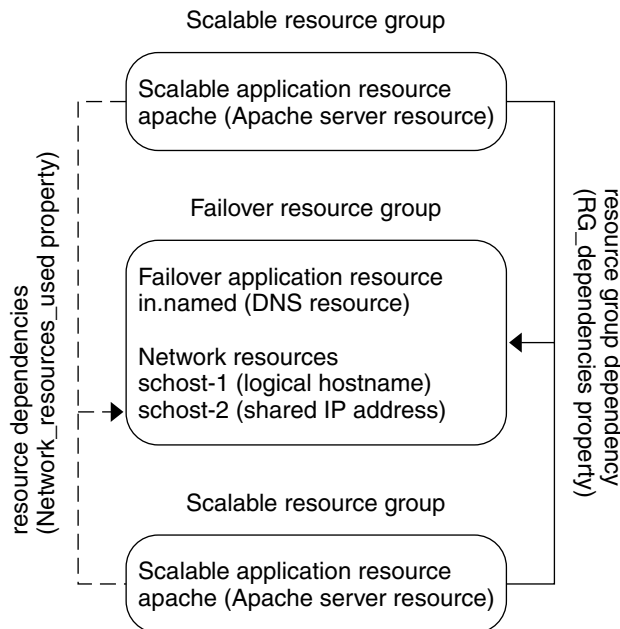 Scalable resource group
Scalable application resource
apache (Apache server resource)
Failover resource group
Failover application resource
in.named (DNS resource)
Network resources
schost-1 (logical hostname)
schost-2 (shared IP address)
Scalable resource group
Scalable application resource
apache (Apache server resource)
resource dependencies
(Network_resources_used property)
resource group dependency
(RG_dependencies property)